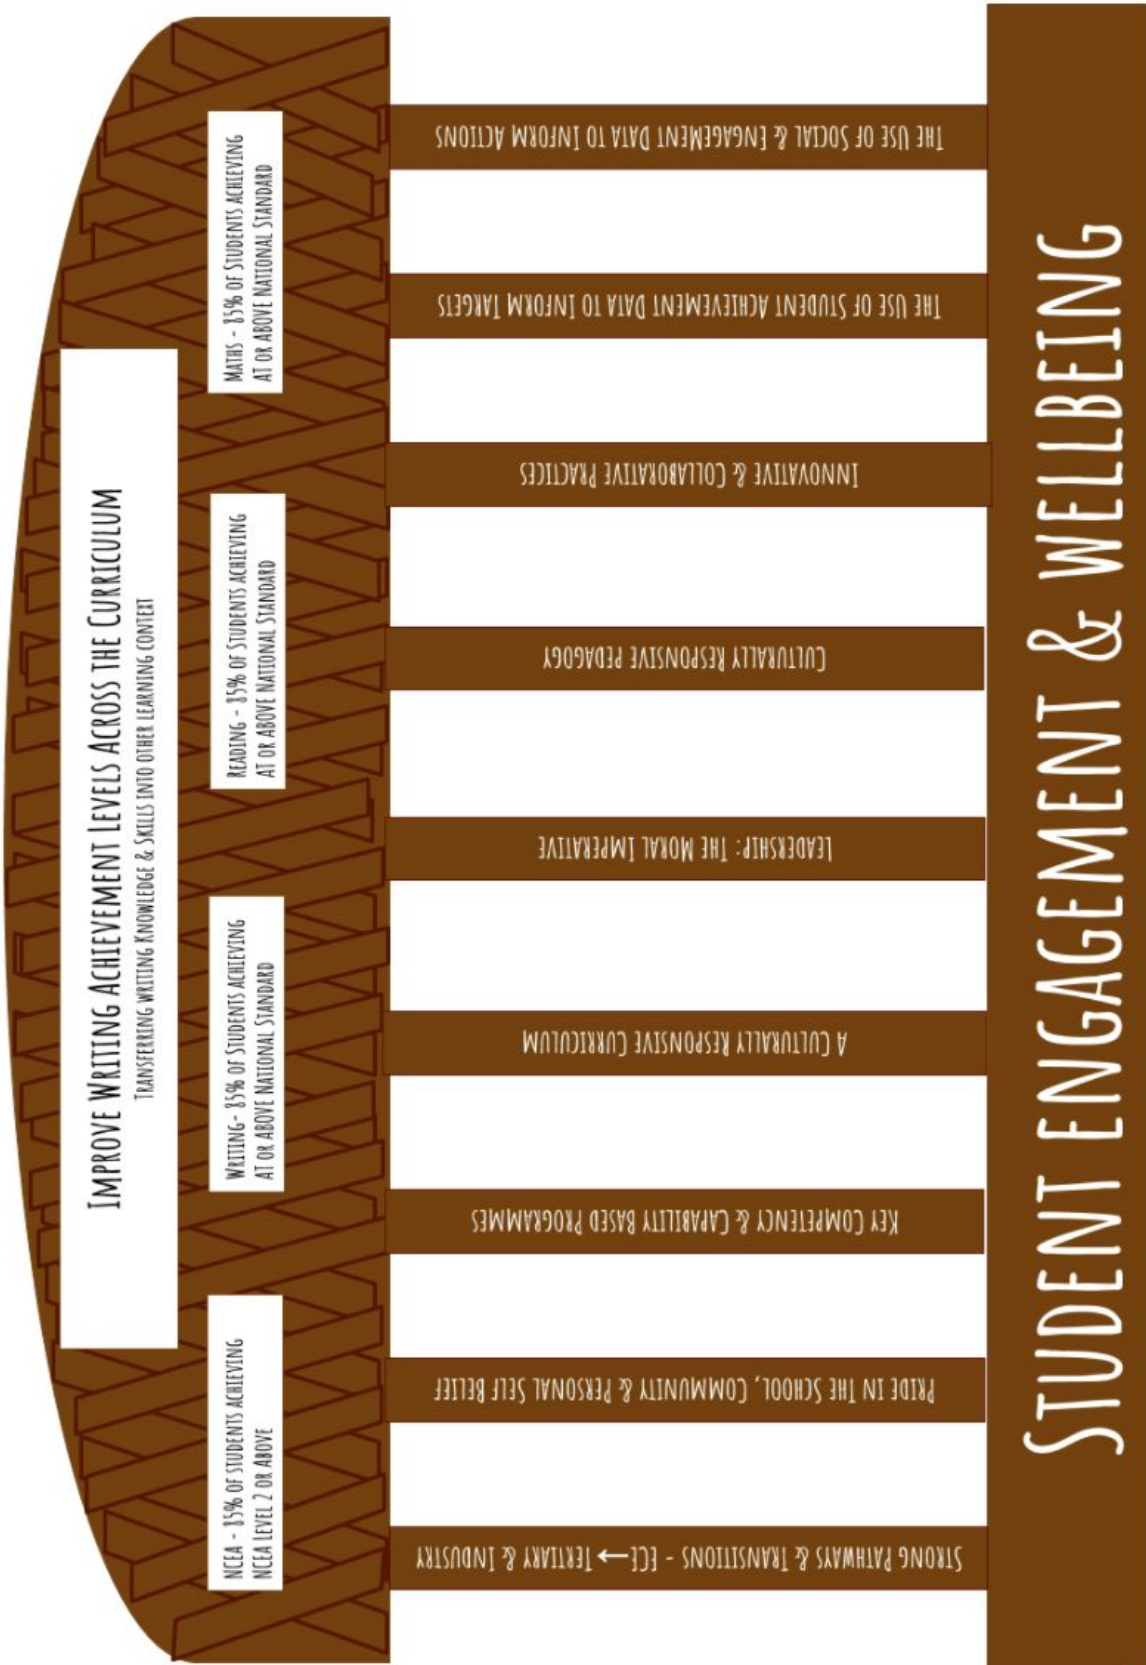 IMPROVE WRITING ACHIEVEMENT LEVELS ACROSS THE CURRICULUM
TRANSFERRING WRITING KNOWLEDGE & SKILLS INTO OTHER LEARNING CONTEXT
NCEA - 85% OF STUDENTS ACHIEVING
NCEA LEVEL 2 OR ABOVE
WRITING- 85% OF STUDENTS ACHIEVING
AT OR ABOVE NATIONAL STANDARD
READING - 85% OF STUDENTS ACHIEVING
AT OR ABOVE NATIONAL STANDARD
MATHS - 85% OF STUDENTS ACHIEVING
AT OR ABOVE NATIONAL STANDARD
STRONG PATHWAYS & TRANSITIONS - ECE ⟷ TERTIARY & INDUSTRY
PRIDE IN THE SCHOOL, COMMUNITY & PERSONAL SELF BELIEF
KEY COMPETENCY & CAPABILITY BASED PROGRAMMES
A CULTURALLY RESPONSIVE CURRICULUM
LEADERSHIP: THE MORAL IMPERATIVE
CULTURALLY RESPONSIVE PEDAGOGY
INNOVATIVE & COLLABORATIVE PRACTICES
THE USE OF STUDENT ACHIEVEMENT DATA TO INFORM TARGETS
THE USE OF SOCIAL & ENGAGEMENT DATA TO INFORM ACTIONS
STUDENT ENGAGEMENT & WELLBEING